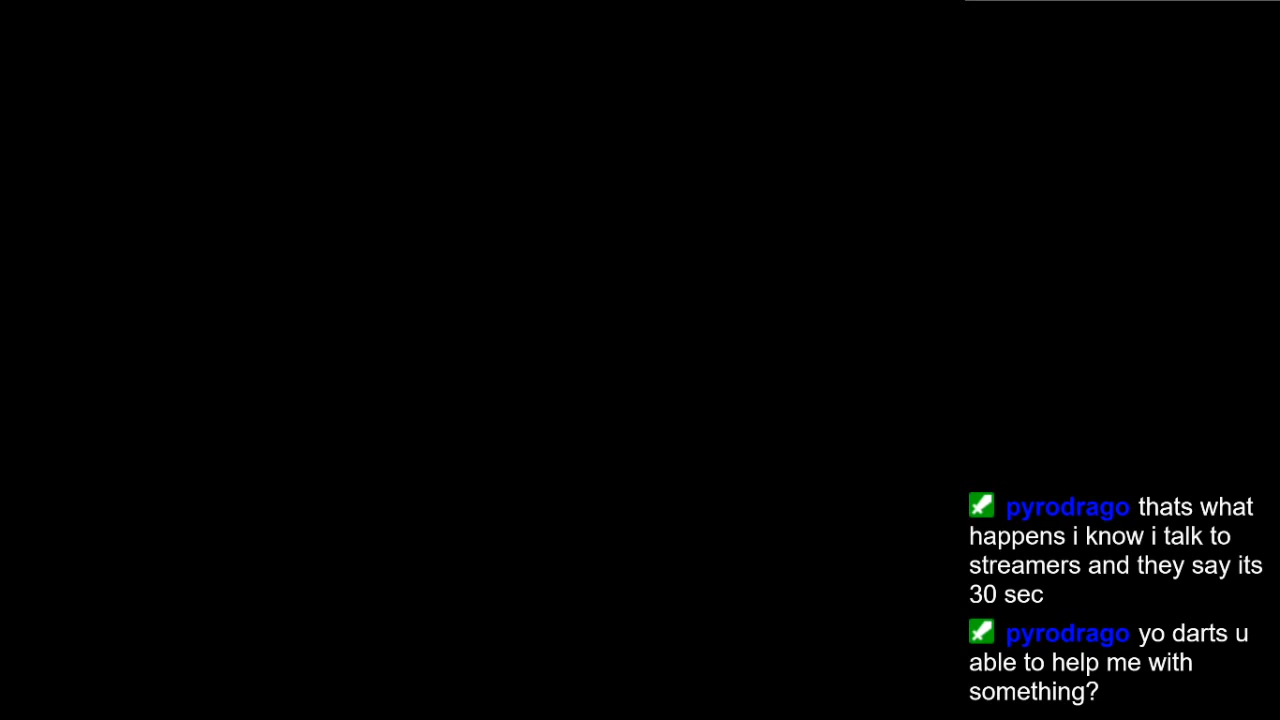 pyrodrago thats what
happens i know i talk to
streamers and they say its
30 sec
pyrodrago yo darts u
able to help me with
something?